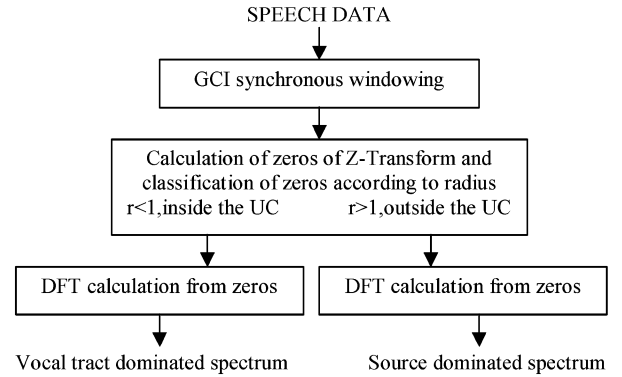 SPEECH DATA
GCI synchronous windowing
Calculation of zeros of Z-Transform and
classification of zeros according to radius
r<1,inside the UC r>1,outside the UC
DFT calculation from zeros DFT calculation from zeros
Vocal tract dominated spectrum Source dominated spectrum